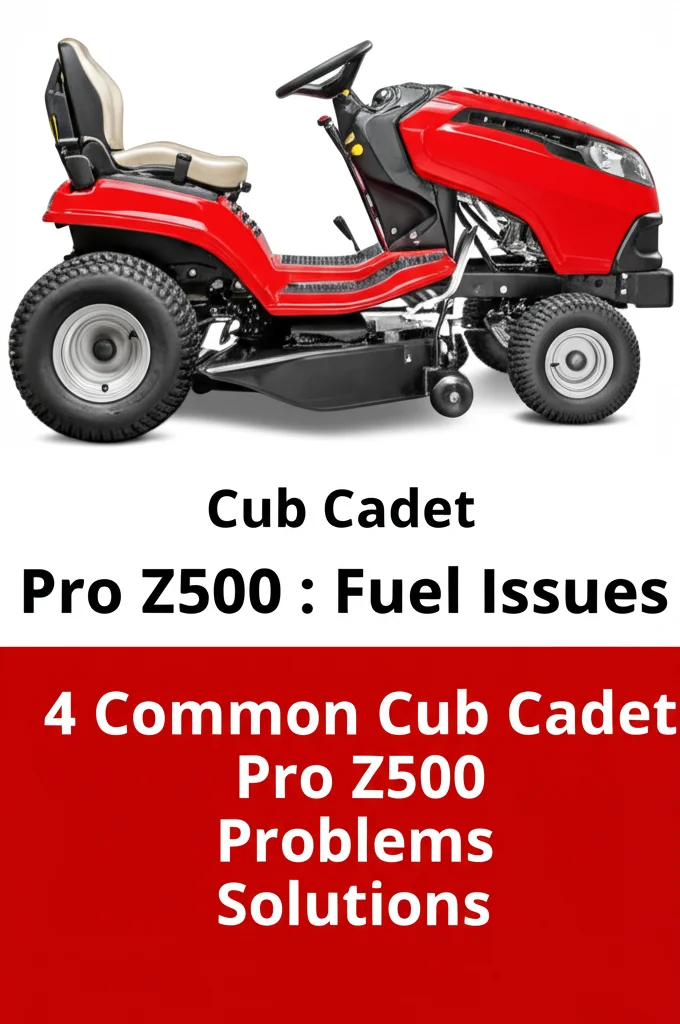 Cub Cadet
Pro Z500 : Fuel Issues
4 Common Cub Cadet
Pro Z500
Problems
Solutions